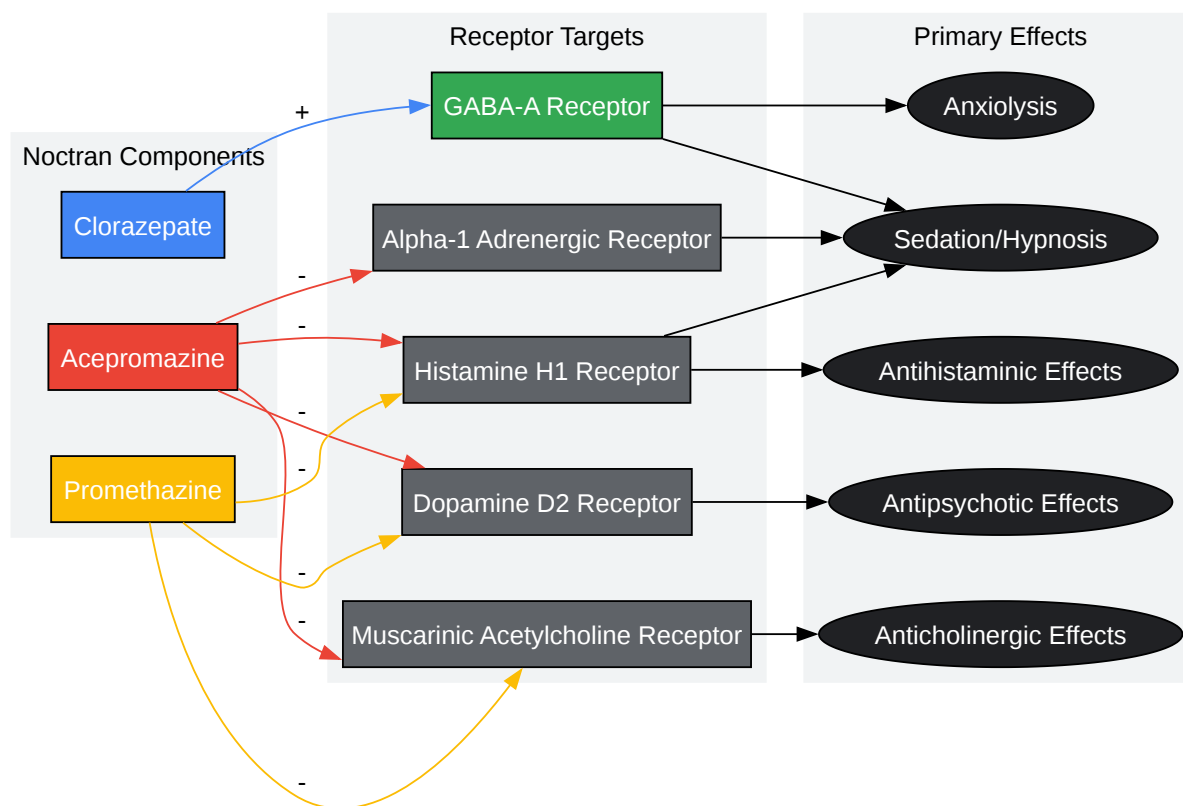 Receptor Targets
Primary Effects
GABA-A Receptor
Anxiolysis
+
Noctran Components
Clorazepate
Alpha-1 Adrenergic Receptor
Sedation/Hypnosis
-
-
Acepromazine
Histamine H1 Receptor
Antihistaminic Effects
-
-
Promethazine
Dopamine D2 Receptor
Antipsychotic Effects
-
-
Muscarinic Acetylcholine Receptor
Anticholinergic Effects
-